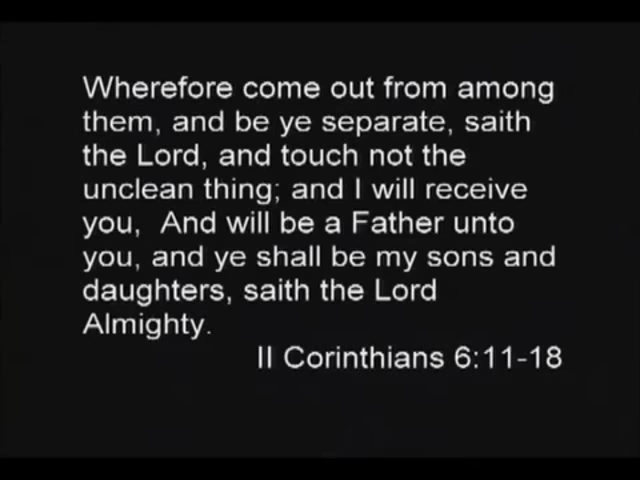 Wherefore come out from among
them, and be ye separate, saith
the Lord, and touch not the
unclean thing; and I will receive
you,  And will be a Father unto
you, and ye shall be my sons and
daughters, saith the Lord
Almighty.
II Corinthians 6:11-18